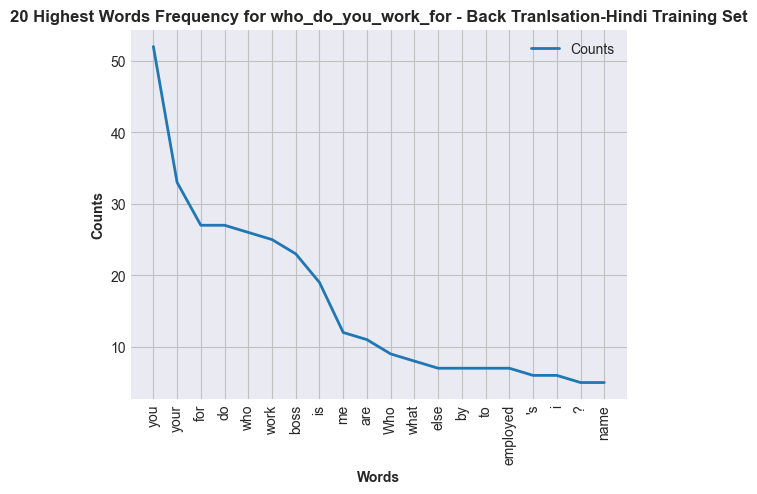 20 Highest Words Frequency for who_do_you_work_for - Back Tranlsation-Hindi Training Set
Counts
50
40
30
20
10
Counts
you
your
for
do
who
work
boss
is
me
are
Who
what
else
by
to
employed
's
i
?
name
Words